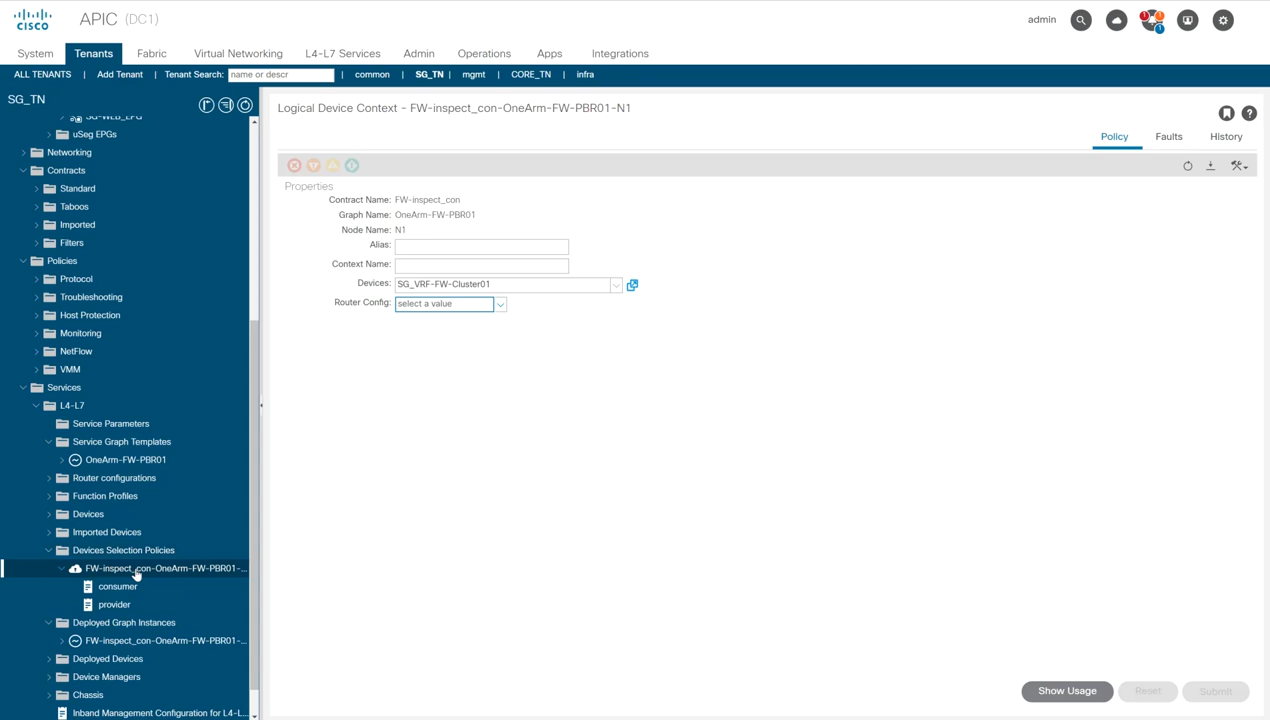 CISCO
APIC (DC1)
admin
1
1
System Tenants Fabric Virtual Networking L4-L7 Services Admin Operations Apps Integrations
ALL TENANTS | Add Tenant | Tenant Search: name or descr | common | SG_TN | mgmt | CORE_TN | infra
SG_TN
SG-WEB_EPG
uSeg EPGs
Networking
Contracts
Standard
Taboos
Imported
Filters
Policies
Protocol
Troubleshooting
Host Protection
Monitoring
NetFlow
VMM
Services
L4-L7
Service Parameters
Service Graph Templates
OneArm-FW-PBR01
Router configurations
Function Profiles
Devices
Imported Devices
Devices Selection Policies
FW-inspect_con-OneArm-FW-PBR01-...
consumer
provider
Deployed Graph Instances
FW-inspect_con-OneArm-FW-PBR01-...
Deployed Devices
Device Managers
Chassis
Inband Management Configuration for L4-L...
Logical Device Context - FW-inspect_con-OneArm-FW-PBR01-N1
Policy Faults History
Properties
Contract Name: FW-inspect_con
Graph Name: OneArm-FW-PBR01
Node Name: N1
Alias:
Context Name:
Devices: SG_VRF-FW-Cluster01
Router Config: select a value
Show Usage Reset Submit